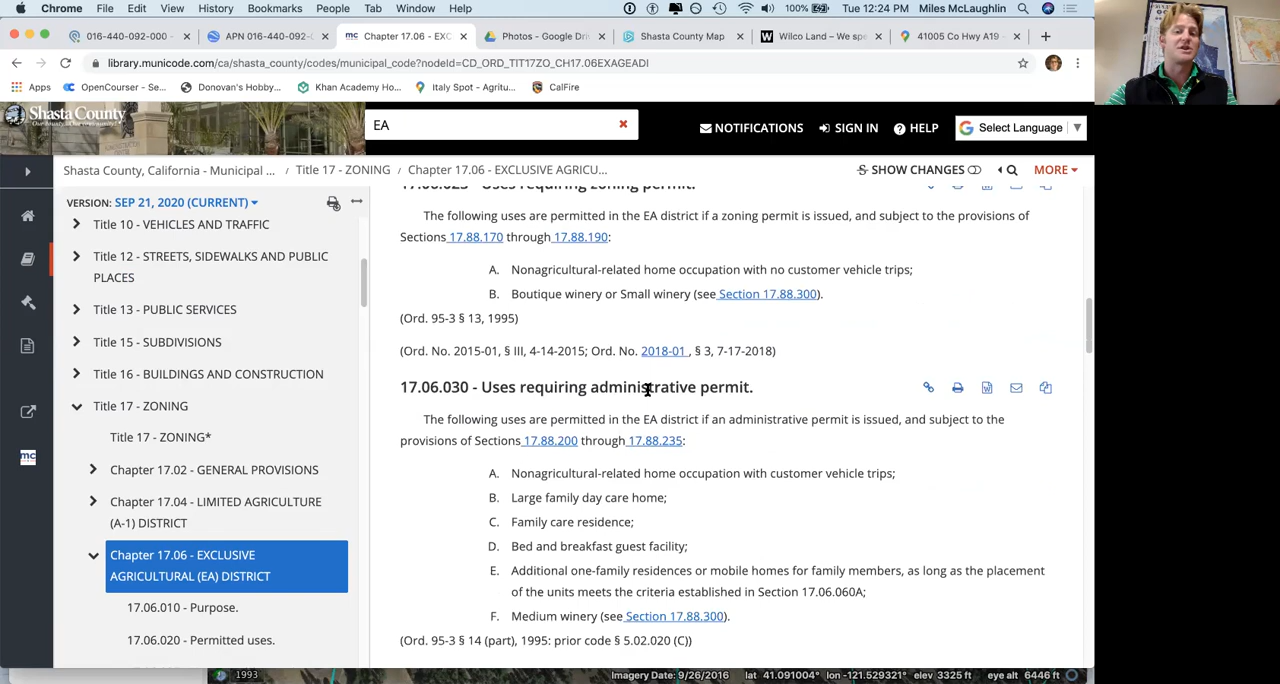 Chrome File Edit View History Bookmarks People Tab Window Help 100% Tue 12:24 PM Miles McLaughlin
016-440-092-000 - × APN 016-440-092- × Chapter 17.06 - EXC × Photos - Google Dri × Shasta County Map × Wilco Land – We spe × 41005 Co Hwy A19 - × +
library.municode.com/ca/shasta_county/codes/municipal_code?nodeId=CD_ORD_TIT17ZO_CH17.06EXAGEADI
Apps OpenCourser - Se... Donovan's Hobby... Khan Academy Ho... Italy Spot - Agritu... CalFire
Shasta County
EA
NOTIFICATIONS SIGN IN HELP Select Language
Shasta County, California - Municipal ... / Title 17 - ZONING / Chapter 17.06 - EXCLUSIVE AGRICU...
SHOW CHANGES MORE
VERSION: SEP 21, 2020 (CURRENT)
Title 10 - VEHICLES AND TRAFFIC
Title 12 - STREETS, SIDEWALKS AND PUBLIC
PLACES
Title 13 - PUBLIC SERVICES
Title 15 - SUBDIVISIONS
Title 16 - BUILDINGS AND CONSTRUCTION
Title 17 - ZONING
Title 17 - ZONING*
Chapter 17.02 - GENERAL PROVISIONS
Chapter 17.04 - LIMITED AGRICULTURE
(A-1) DISTRICT
Chapter 17.06 - EXCLUSIVE
AGRICULTURAL (EA) DISTRICT
17.06.010 - Purpose.
17.06.020 - Permitted uses.
mc
17.06.025 - Uses requiring zoning permit.
The following uses are permitted in the EA district if a zoning permit is issued, and subject to the provisions of
Sections 17.88.170 through 17.88.190:
A. Nonagricultural-related home occupation with no customer vehicle trips;
B. Boutique winery or Small winery (see Section 17.88.300).
(Ord. 95-3 § 13, 1995)
(Ord. No. 2015-01, § III, 4-14-2015; Ord. No. 2018-01 , § 3, 7-17-2018)
17.06.030 - Uses requiring administrative permit.
The following uses are permitted in the EA district if an administrative permit is issued, and subject to the
provisions of Sections 17.88.200 through 17.88.235:
A. Nonagricultural-related home occupation with customer vehicle trips;
B. Large family day care home;
C. Family care residence;
D. Bed and breakfast guest facility;
E. Additional one-family residences or mobile homes for family members, as long as the placement
of the units meets the criteria established in Section 17.06.060A;
F. Medium winery (see Section 17.88.300).
(Ord. 95-3 § 14 (part), 1995: prior code § 5.02.020 (C))
1993 Imagery Date: 9/26/2016 lat 41.091004° lon -121.529321° elev 3325 ft eye alt 6446 ft